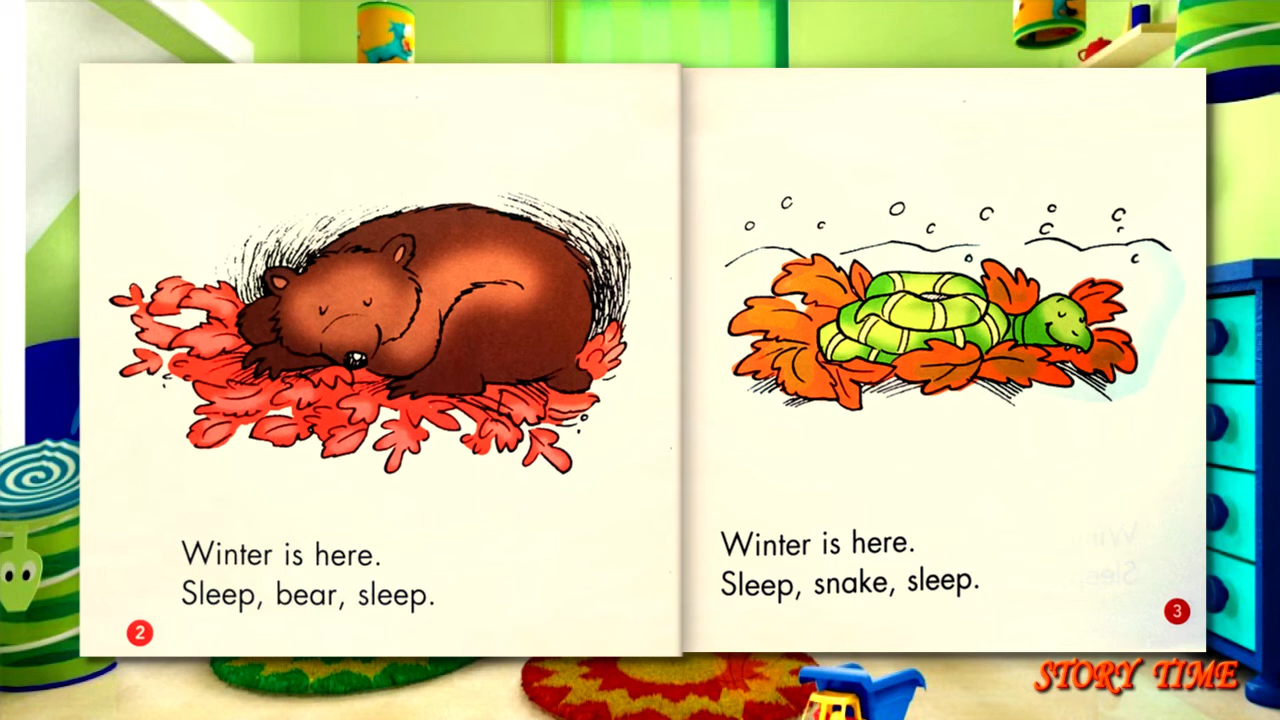 Winter is here.
Sleep, bear, sleep.
2
Winter is here.
Sleep, snake, sleep.
3
STORY TIME